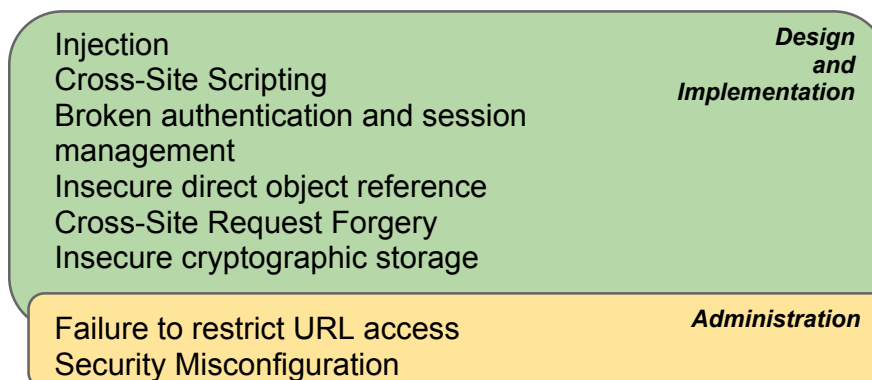 Injection
Cross-Site Scripting
Broken authentication and session
management
Insecure direct object reference
Cross-Site Request Forgery
Insecure cryptographic storage
Design
and
Implementation
Failure to restrict URL access
Security Misconfiguration
Administration